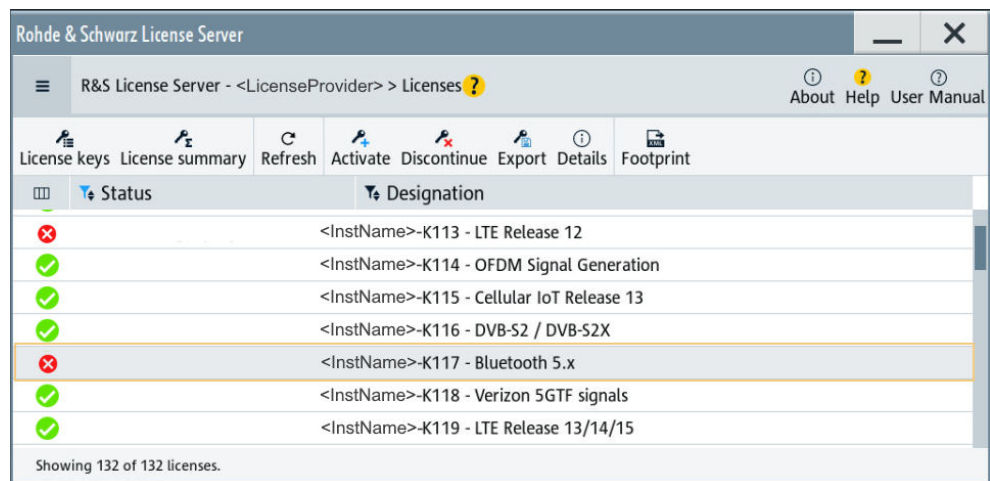 Rohde & Schwarz License Server
R&S License Server - <LicenseProvider> > Licenses ?
About Help User Manual
License keys License summary Refresh Activate Discontinue Export Details Footprint
Status Designation
<InstName>-K113 - LTE Release 12
<InstName>-K114 - OFDM Signal Generation
<InstName>-K115 - Cellular IoT Release 13
<InstName>-K116 - DVB-S2 / DVB-S2X
<InstName>-K117 - Bluetooth 5.x
<InstName>-K118 - Verizon 5GTF signals
<InstName>-K119 - LTE Release 13/14/15
Showing 132 of 132 licenses.